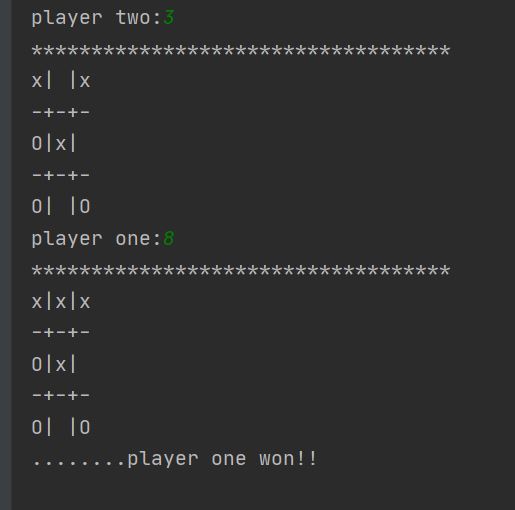 player two:3
***********************************
x| |x
-+-+-
O|x|
-+-+-
O| |O
player one:8
***********************************
x|x|x
-+-+-
O|x|
-+-+-
O| |O
........player one won!!